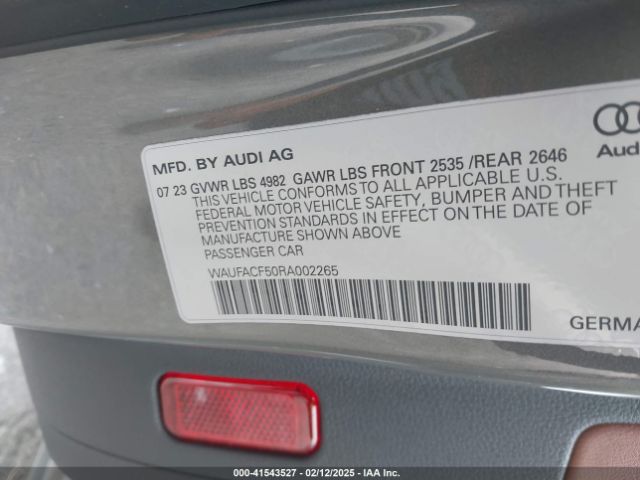 Aud
MFD. BY AUDI AG
07 23 GVWR LBS 4982 GAWR LBS FRONT 2535 /REAR 2646
THIS VEHICLE CONFORMS TO ALL APPLICABLE U.S.
FEDERAL MOTOR VEHICLE SAFETY, BUMPER AND THEFT
PREVENTION STANDARDS IN EFFECT ON THE DATE OF
MANUFACTURE SHOWN ABOVE
PASSENGER CAR
WAUFACF50RA002265
GERMA
000-41543527 - 02/12/2025 - IAA Inc.